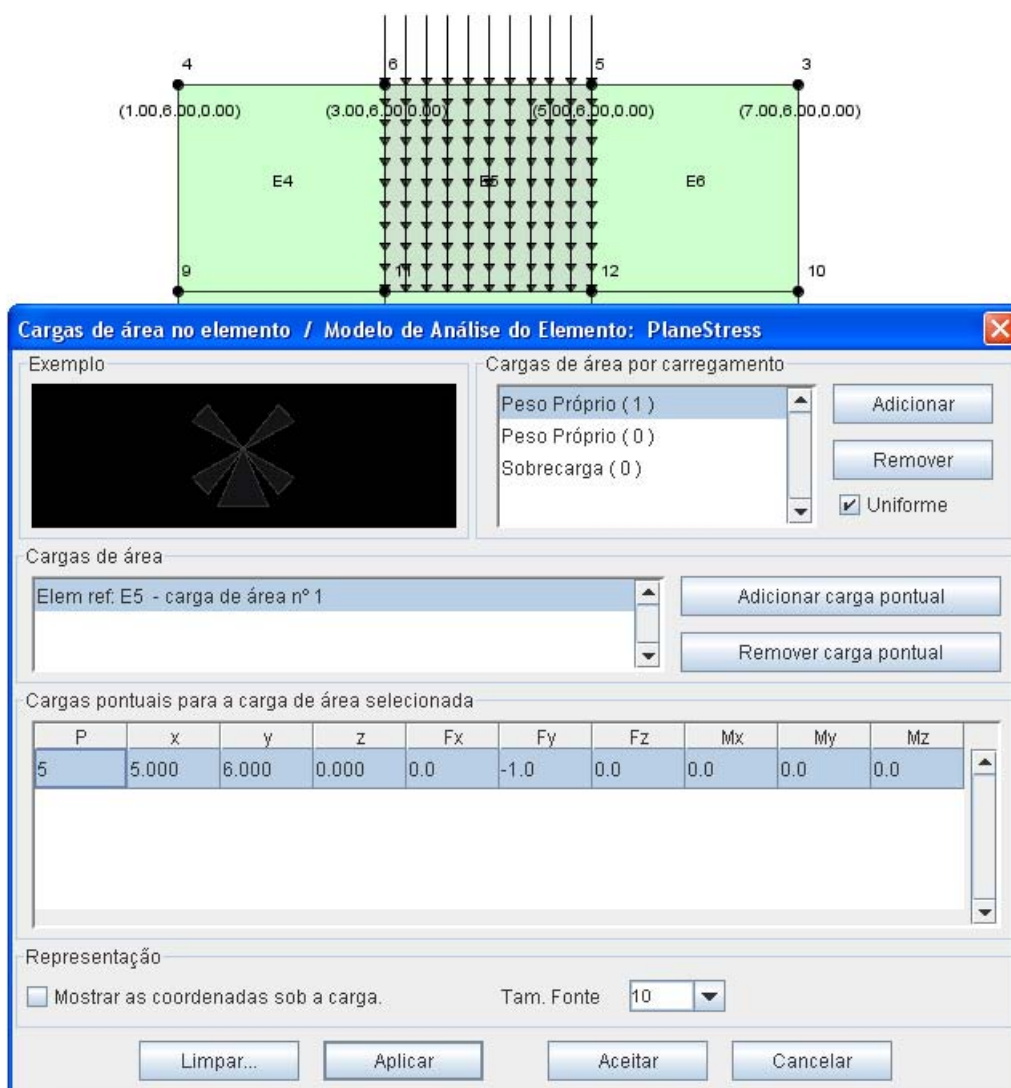 4 6 5 3
(1.00,6.00,0.00) (3.00,6.00,0.00) (5.00,6.00,0.00) (7.00,6.00,0.00)
E4 E5 E6
9 11 12 10
Cargas de área no elemento / Modelo de Análise do Elemento: PlaneStress
Exemplo
Cargas de área por carregamento
Peso Próprio ( 1 )
Peso Próprio ( 0 )
Sobrecarga ( 0 )
Adicionar
Remover
Uniforme
Cargas de área
Elem ref: E5 - carga de área nº 1
Adicionar carga pontual
Remover carga pontual
Cargas pontuais para a carga de área selecionada
P x y z Fx Fy Fz Mx My Mz
5 5.000 6.000 0.000 0.0 -1.0 0.0 0.0 0.0 0.0
Representação
Mostrar as coordenadas sob a carga.
Tam. Fonte 10
Limpar... Aplicar Aceitar Cancelar